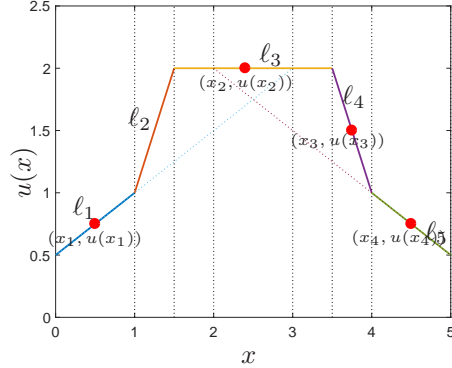 2.5
2
1.5
1
0.5
0
u(x)
ℓ₃
(x₂, u(x₂))
ℓ₄
ℓ₂
(x₃, u(x₃))
ℓ₁
(x₁, u(x₁))
(x₄, u(x₄))
ℓ₅
0 1 2 3 4 5
x